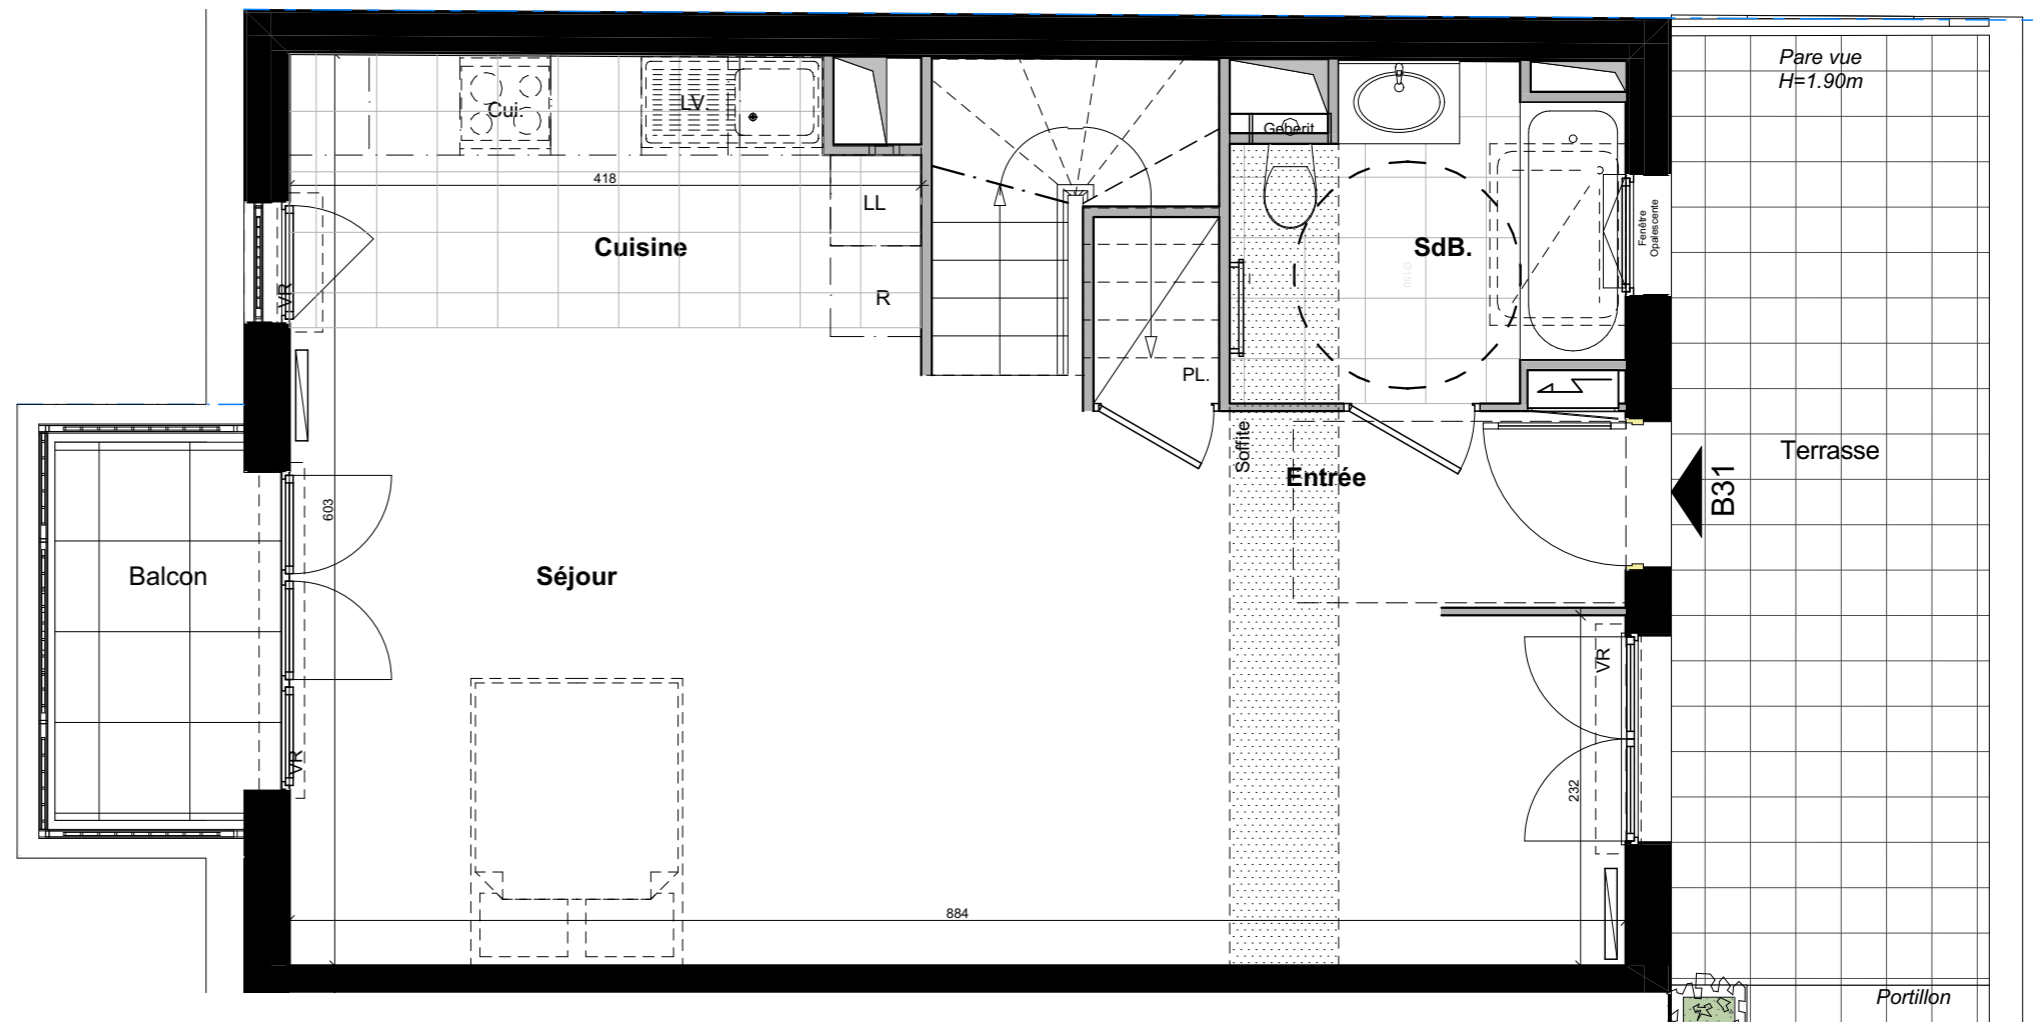 Pare vue
H=1.90m
Cui.
LV.
Geberit
418
LL
Cuisine
SdB.
Ø150
Fenêtre
Opalescente
R
VR
PL.
Soffite
Entrée
Terrasse
B31
603
Balcon
Séjour
VR
VR
232
884
Portillon